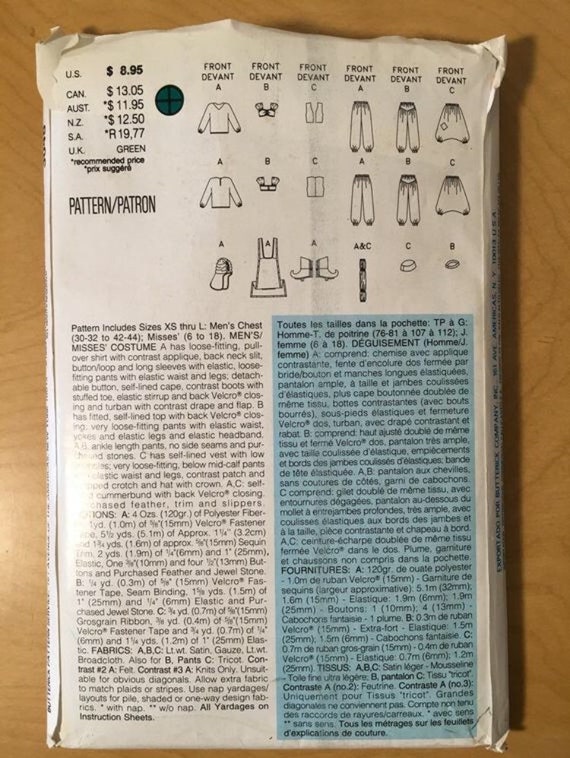 U.S. $ 8.95
CAN. $ 13.05
AUST. *$ 11.95
N.Z. *$ 12.50
S.A. *R 19,77
U.K. GREEN
*recommended price
*prix suggéré
PATTERN/PATRON
FRONT FRONT FRONT FRONT FRONT FRONT
DEVANT DEVANT DEVANT DEVANT DEVANT DEVANT
A B C A B C
A B C A B C
A A A A&C C B
Pattern Includes Sizes XS thru L: Men's Chest
(30-32 to 42-44); Misses' (6 to 18). MEN'S/
MISSES' COSTUME A has loose-fitting, pull-
over shirt with contrast applique, back neck slit,
button/loop and long sleeves with elastic, loose-
fitting pants with elastic waist and legs; detach-
able button, self-lined cape, contrast boots with
stuffed toe, elastic stirrup and back Velcro® clos-
ing and turban with contrast drape and flap. B
has fitted, self-lined top with back Velcro® clos-
ing, very loose-fitting pants with elastic waist,
yokes and elastic legs and elastic headband.
A,B ankle length pants, no side seams and pur-
chased stones. C has self-lined vest with low
very loose-fitting, below mid-calf pants
elastic waist and legs, contrast patch and
crotch and hat with crown. A,C: self-
cummerbund with back Velcro® closing.
purchased feather, trim and slippers.
NOTIONS: A: 4 Ozs. (120gr.) of Polyester Fiber-
yd. (1.0m) of ⅝"(15mm) Velcro® Fastener
Tape, 5½ yds. (5.1m) of Approx. 1¼" (3.2cm)
and 1¾ yds. (1.6m) of approx. ⅝"(15mm) Sequin
Trim, 2 yds. (1.9m) of ¼"(6mm) and 1" (25mm),
Elastic, One ⅜"(10mm) and four ½"(13mm) But-
tons and Purchased Feather and Jewel Stone.
B: ¼ yd. (0.3m) of ⅝" (15mm) Velcro® Fas-
tener Tape, Seam Binding, 1⅝ yds. (1.5m) of
1" (25mm) and ¼" (6mm) Elastic and Pur-
chased Jewel Stone. C: ¾ yd. (0.7m) of ⅝"(15mm)
Grosgrain Ribbon, ⅜ yd. (0.4m) of ⅝"(15mm)
Velcro® Fastener Tape and ¾ yd. (0.7m) of ¼"
(6mm) and 1¼ yds. (1.2m) of 1" (25mm) Elas-
tic. FABRICS: A,B,C: Lt.wt. Satin, Gauze, Lt.wt.
Broadcloth. Also for B, Pants C: Tricot. Con-
trast #2 A: Felt. Contrast #3 A: Knits Only. Unsuit-
able for obvious diagonals. Allow extra fabric
to match plaids or stripes. Use nap yardages/
layouts for pile, shaded or one-way design fab-
rics. * with nap. ** w/o nap. All Yardages on
Instruction Sheets.
Toutes les tailles dans la pochette: TP à G:
Homme-T. de poitrine (76-81 à 107 à 112); J.
femme (6 à 18). DÉGUISEMENT (Homme/J.
femme) A: comprend: chemise avec applique
contrastante, fente d'encolure dos fermée par
bride/bouton et manches longues élastiquées,
pantalon ample, à taille et jambes coulissées
d'élastiques, plus cape boutonnée doublée de
même tissu, bottes contrastantes (avec bouts
bourrés), sous-pieds élastiques et fermeture
Velcro® dos, turban, avec drapé contrastant et
rabat. B: comprend: haut ajusté doublé de même
tissu et fermé Velcro® dos, pantalon très ample,
avec taille coulissée d'élastique, empiècements
et bords des jambes coulissées d'élastiques, bande
de tête élastiquée. A,B: pantalon aux chevilles,
sans coutures de côtés, garni de cabochons.
C comprend: gilet doublé de même tissu, avec
entournures dégagées, pantalon au-dessous du
mollet à entrejambes profondes, très ample, avec
coulissés élastiques aux bords des jambes et
à la taille, pièce contrastante et chapeau à bord.
A,C: ceinture-écharpe doublée de même tissu
fermée Velcro® dans le dos. Plume, garniture
et chaussons non compris dans la pochette.
FOURNITURES: A: 120gr. de ouate polyester
- 1.0m de ruban Velcro® (15mm) - Garniture de
sequins (largeur approximative): 5.1m (32mm);
1.6m (15mm) - Elastique: 1.9m (6mm); 1.9m
(25mm) - Boutons: 1 (10mm); 4 (13mm) -
Cabochons fantaisie - 1 plume. B: 0.3m de ruban
Velcro® (15mm) - Extra-fort - Elastique: 1.5m
(25mm); 1.5m (6mm) - Cabochons fantaisie. C:
0.7m de ruban gros-grain (15mm) - 0.4m de ruban
Velcro® (15mm) - Elastique: 0.7m (6mm); 1.2m
(25mm). TISSUS: A,B,C: Satin léger - Mousseline
- Toile fine ultra légère; B, pantalon C: Tissu "tricot".
Contraste A (no.2): Feutrine. Contraste A (no.3):
Uniquement pour Tissus "tricot". Grandes
diagonales ne conviennent pas. Compte non tenu
des raccords de rayures/carreaux. * avec sens
** sans sens. Tous les métrages sur les feuillets
d'explications de couture.